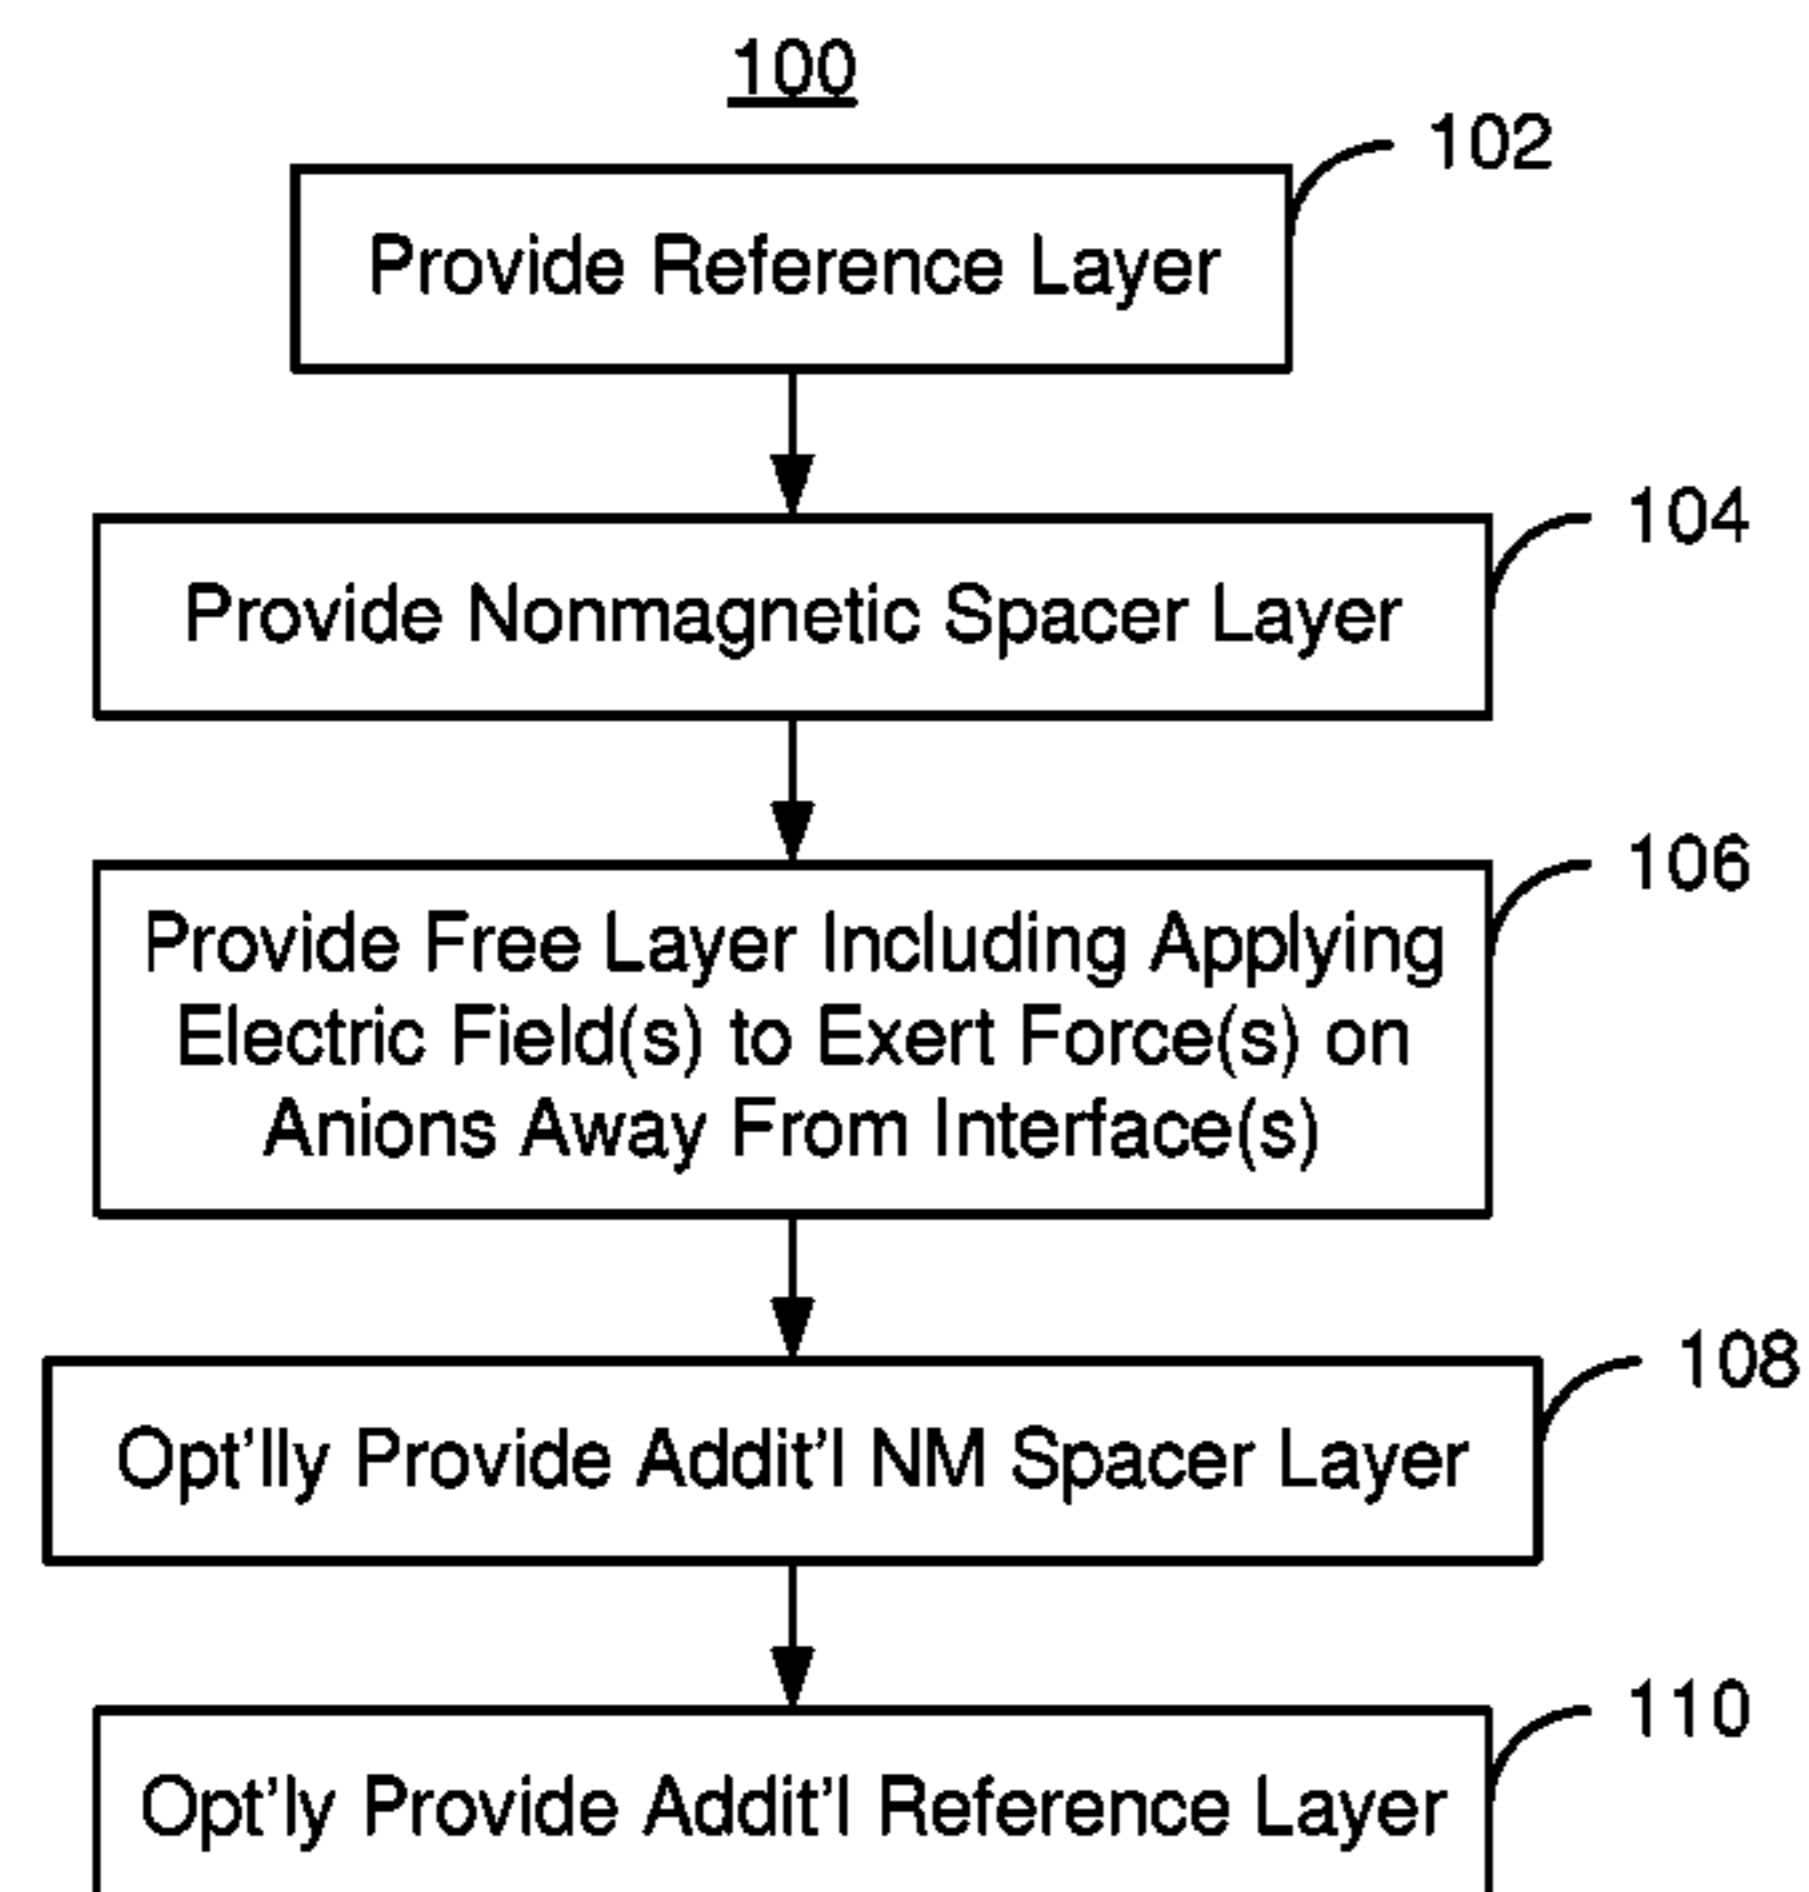 100
102
Provide Reference Layer
104
Provide Nonmagnetic Spacer Layer
106
Provide Free Layer Including Applying
Electric Field(s) to Exert Force(s) on
Anions Away From Interface(s)
108
Opt'lly Provide Addit'l NM Spacer Layer
110
Opt'ly Provide Addit'l Reference Layer